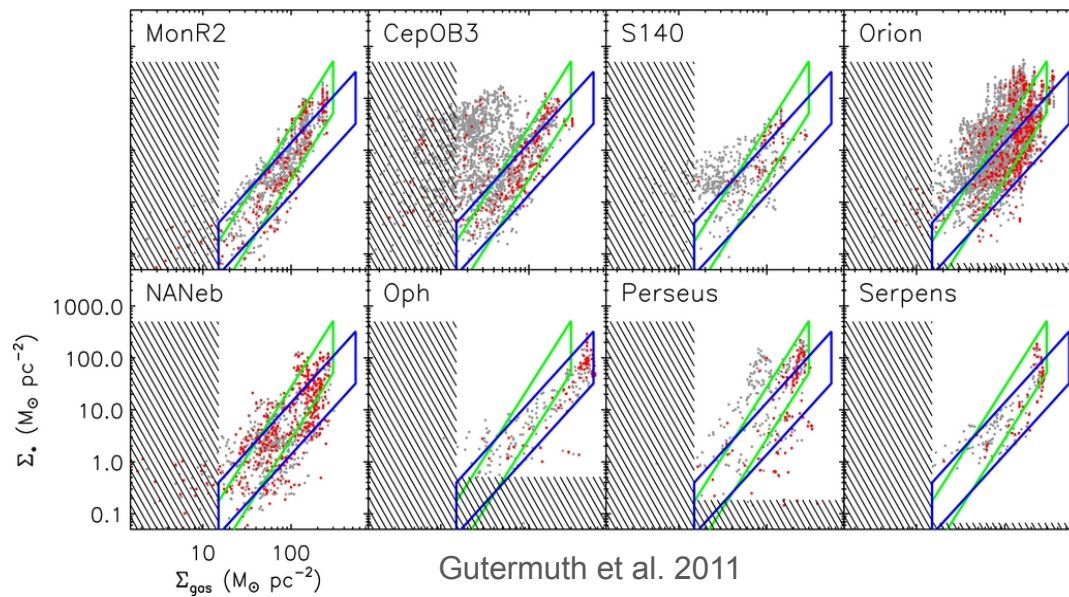 MonR2 CepOB3 S140 Orion
NANeb Oph Perseus Serpens
1000.0
100.0
10.0
1.0
0.1
Σ* (M⊙ pc⁻²)
10 100
Σgas (M⊙ pc⁻²)
Gutermuth et al. 2011